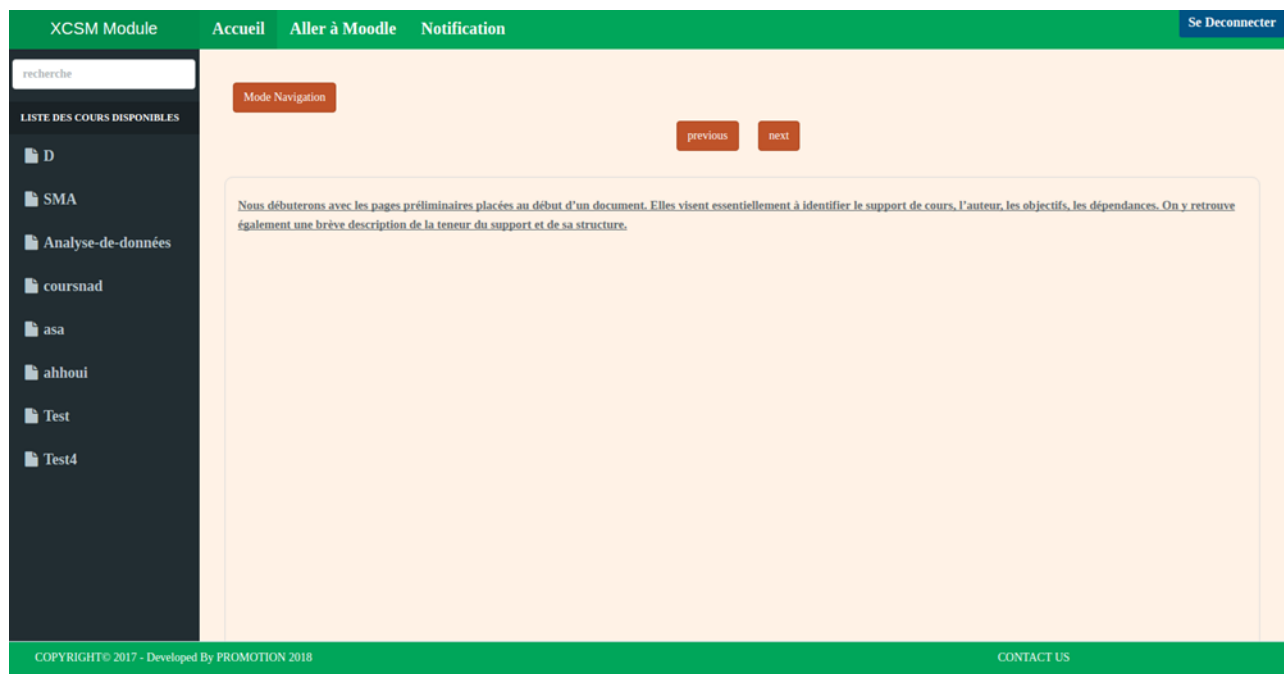 XCSM Module
Accueil
Aller à Moodle
Notification
Se Deconnecter
recherche
LISTE DES COURS DISPONIBLES
D
SMA
Analyse-de-données
coursnad
asa
ahhoui
Test
Test4
Mode Navigation
previous
next
Nous débuterons avec les pages préliminaires placées au début d’un document. Elles visent essentiellement à identifier le support de cours, l’auteur, les objectifs, les dépendances. On y retrouve
également une brève description de la teneur du support et de sa structure.
COPYRIGHT© 2017 - Developed By PROMOTION 2018
CONTACT US